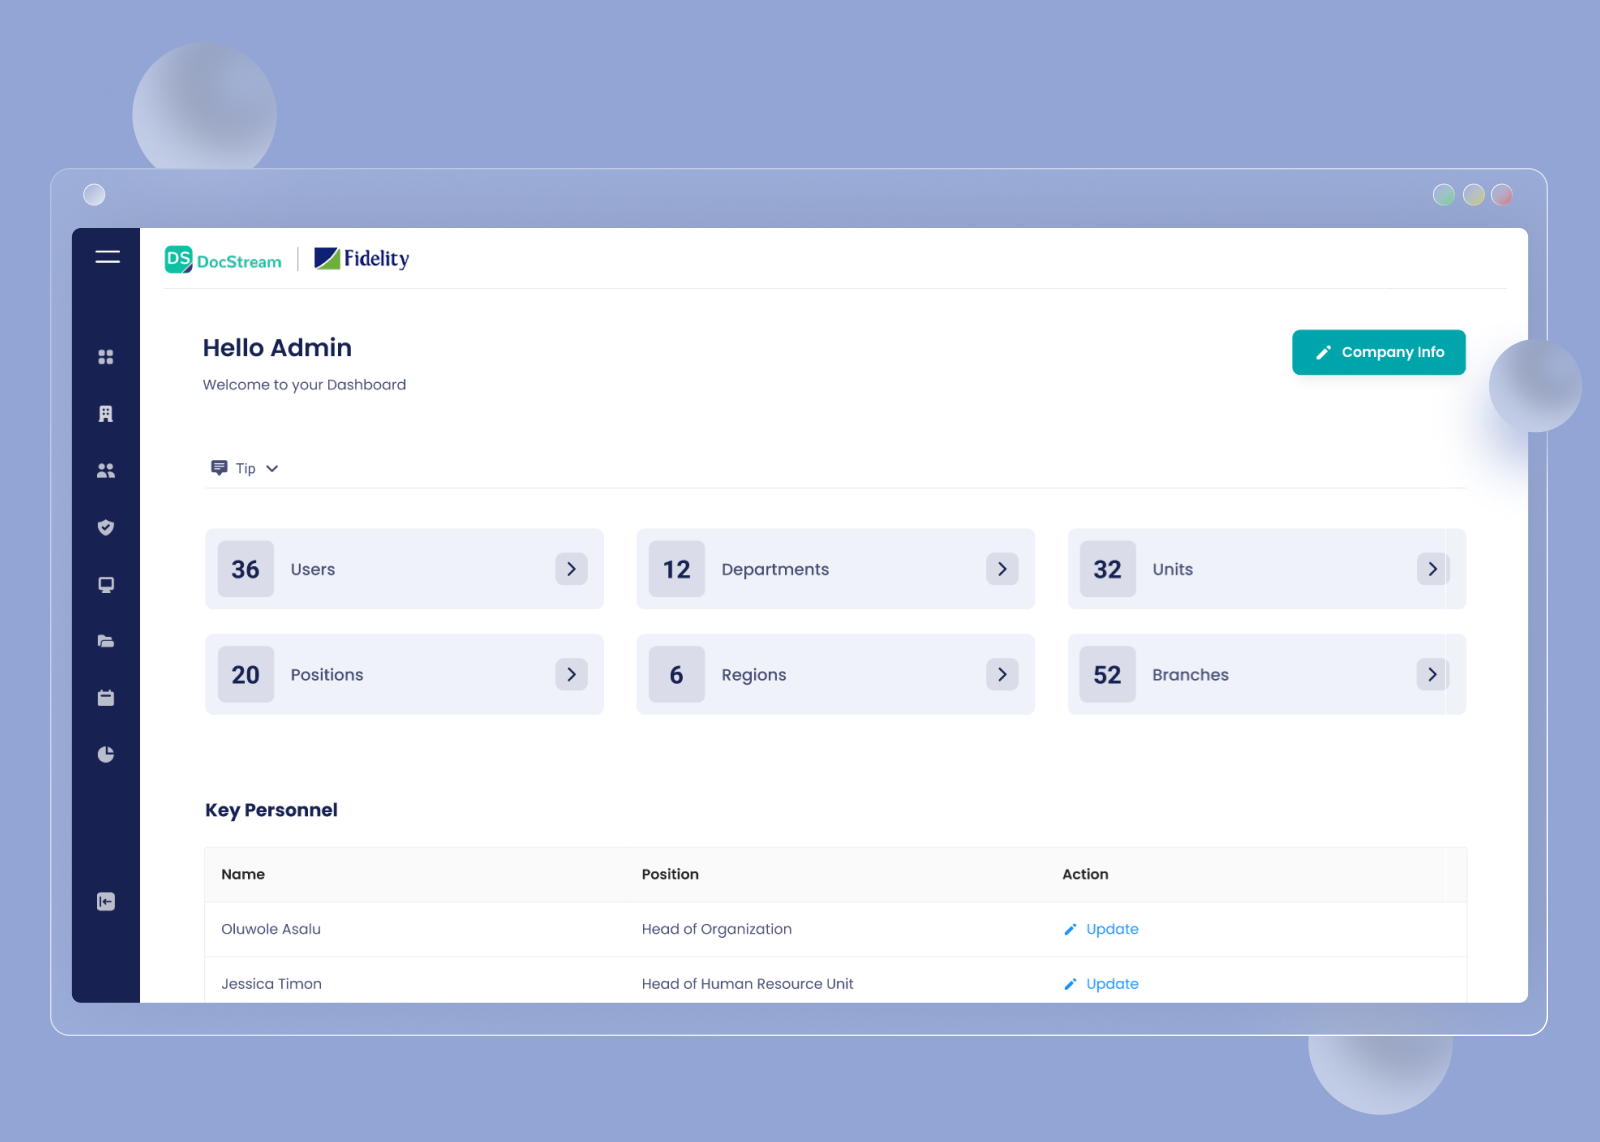 DS DocStream Fidelity
Hello Admin
Welcome to your Dashboard
Company Info
Tip
36 Users
12 Departments
32 Units
20 Positions
6 Regions
52 Branches
Key Personnel
Name Position Action
Oluwole Asalu Head of Organization Update
Jessica Timon Head of Human Resource Unit Update